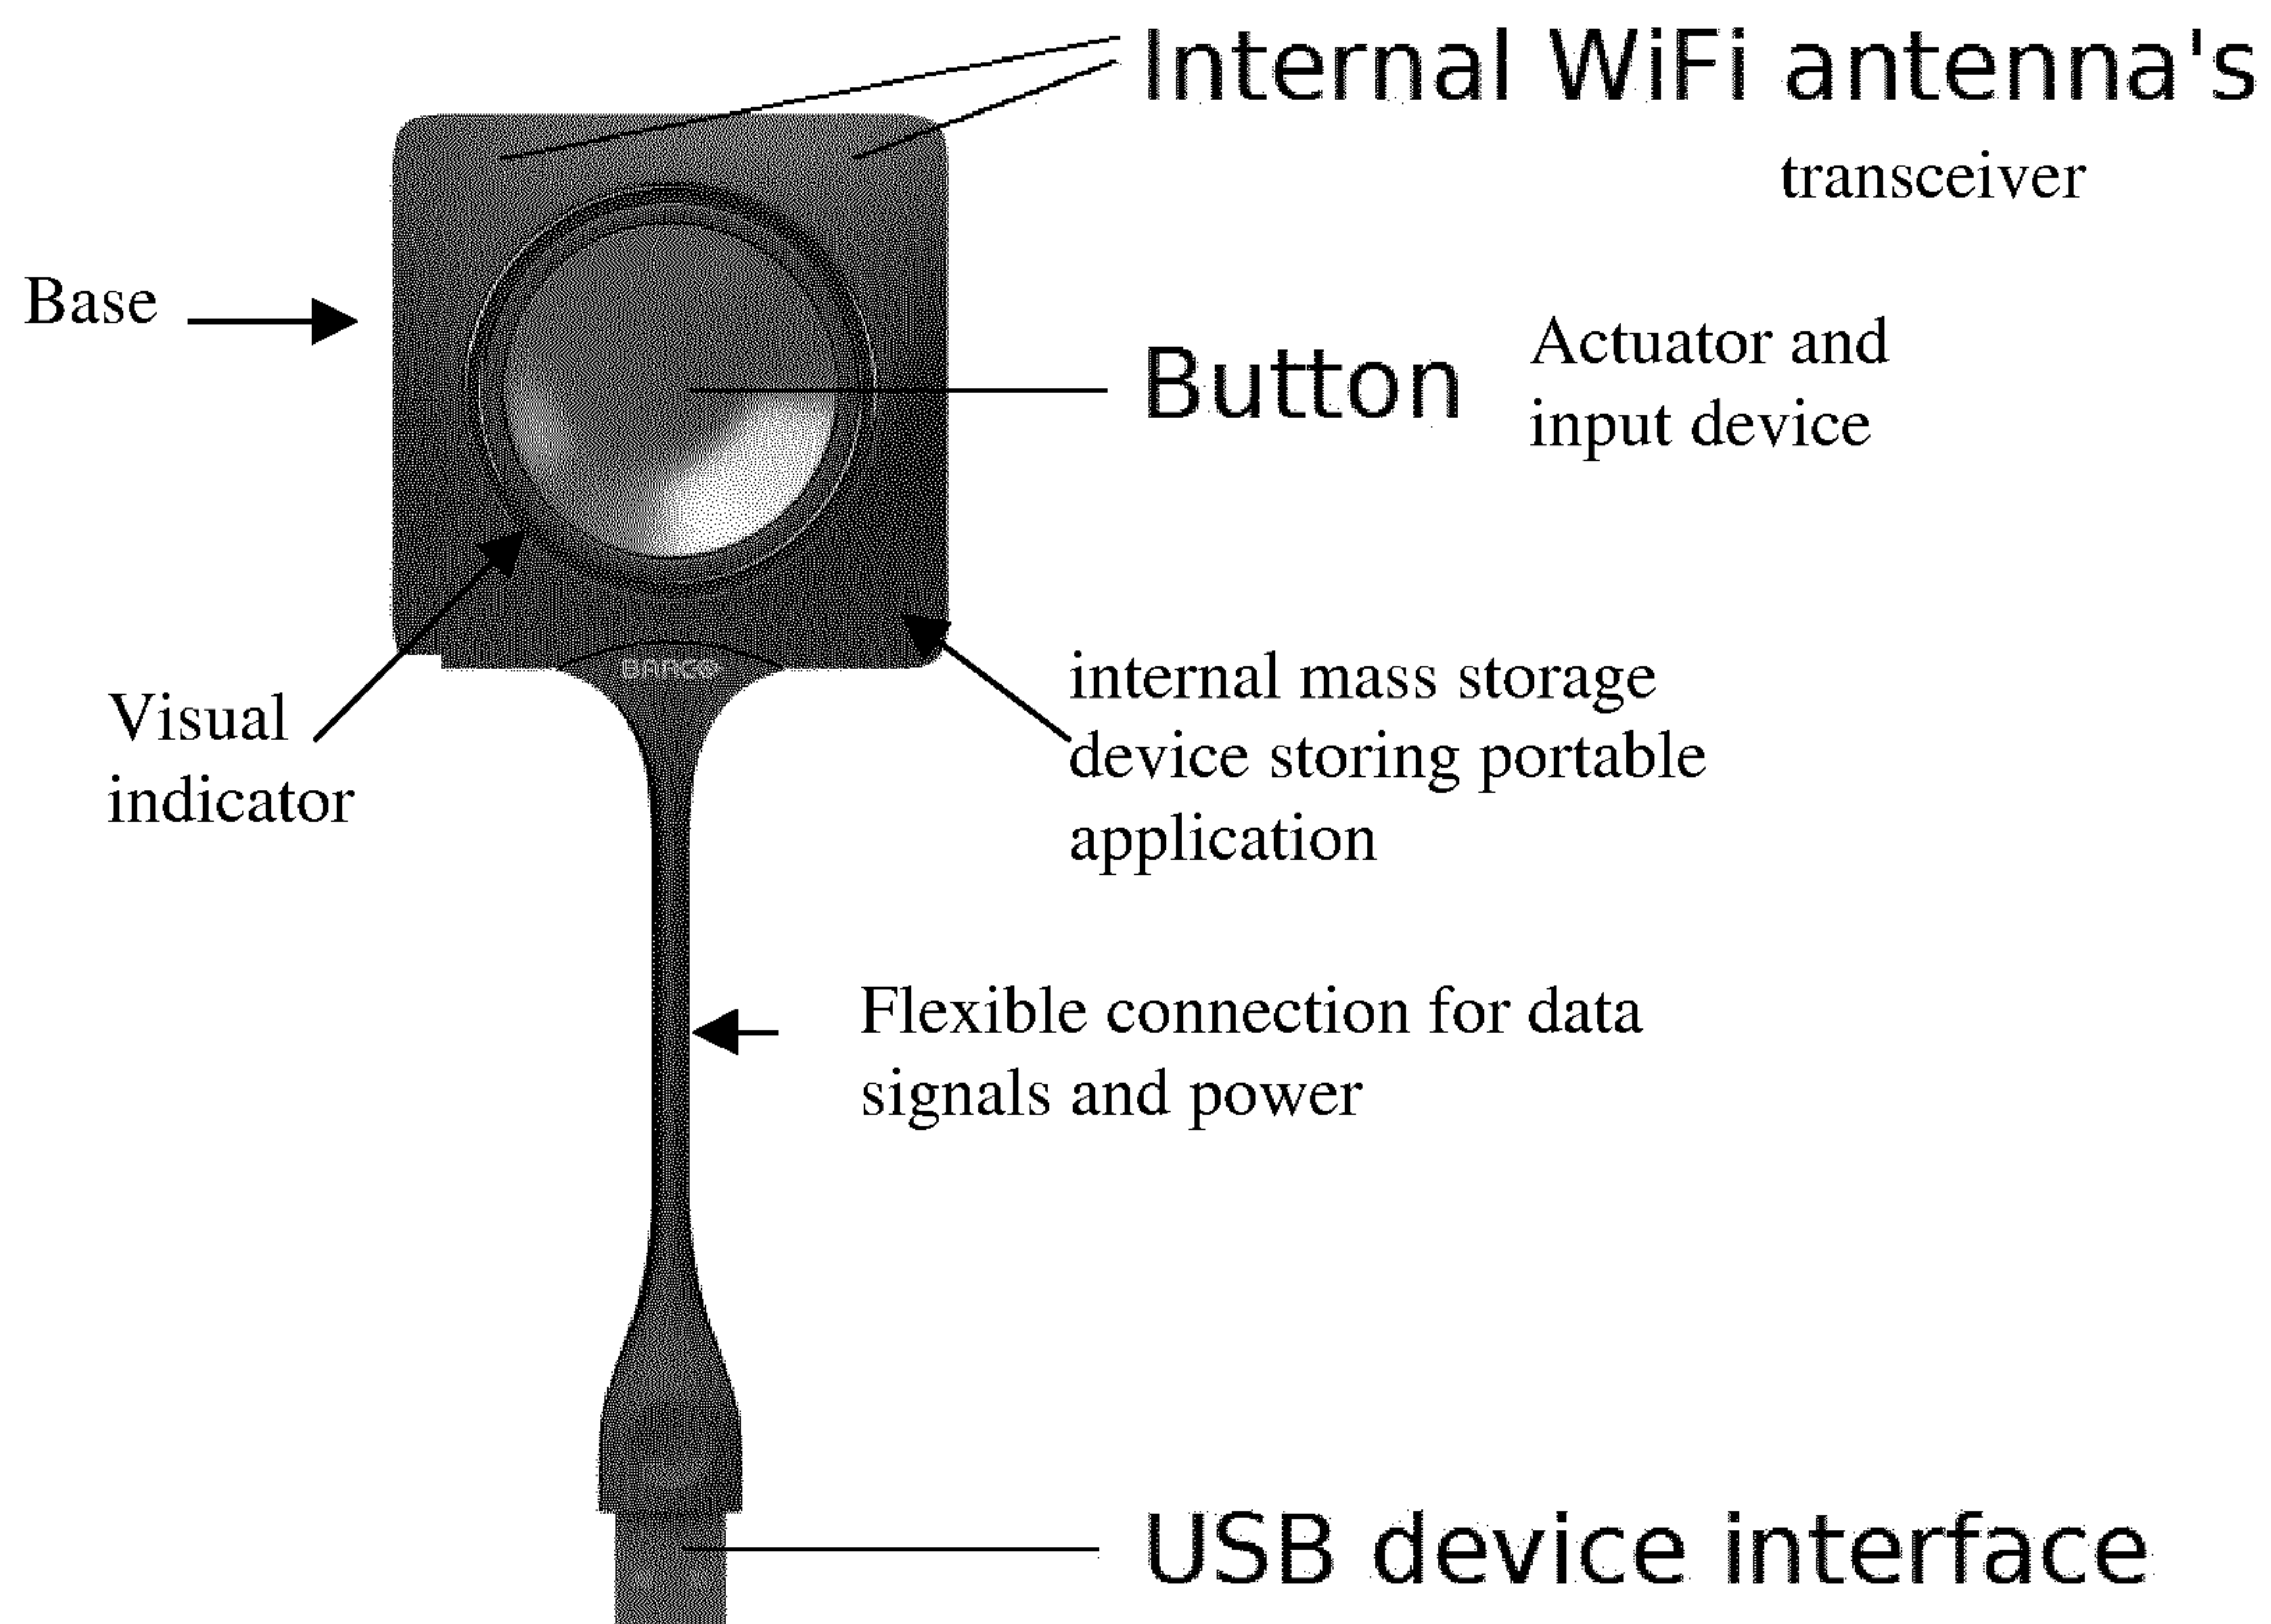 Internal WiFi antenna's
transceiver
Base
Button
Actuator and
input device
BARCO
Visual
indicator
internal mass storage
device storing portable
application
Flexible connection for data
signals and power
USB device interface